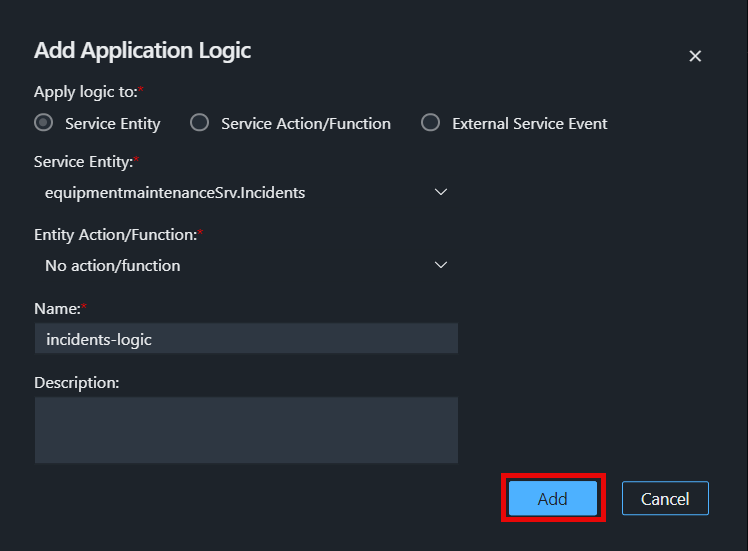 Add Application Logic
Apply logic to:*
Service Entity Service Action/Function External Service Event
Service Entity:*
equipmentmaintenanceSrv.Incidents
Entity Action/Function:*
No action/function
Name:*
incidents-logic
Description:
Add Cancel